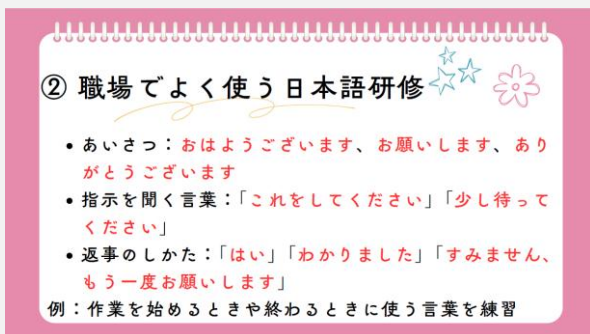 ② 職場でよく使う日本語研修
• あいさつ：おはようございます、お願いします、あり
がとうございます
• 指示を聞く言葉：「これをしてください」「少し待って
ください」
• 返事のしかた：「はい」「わかりました」「すみません、
もう一度お願いします」
例：作業を始めるときや終わるときに使う言葉を練習